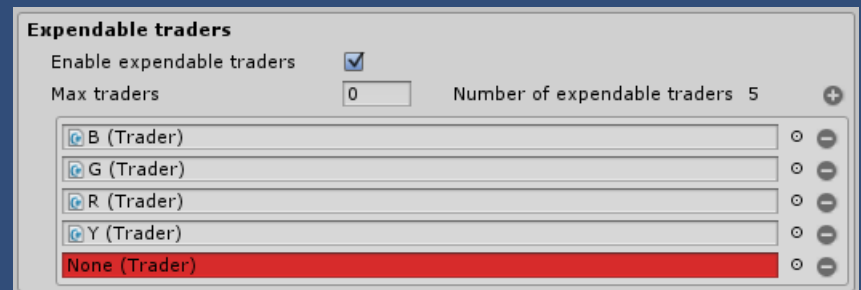 Expendable traders
Enable expendable traders
Max traders 0 Number of expendable traders 5
B (Trader)
G (Trader)
R (Trader)
Y (Trader)
None (Trader)